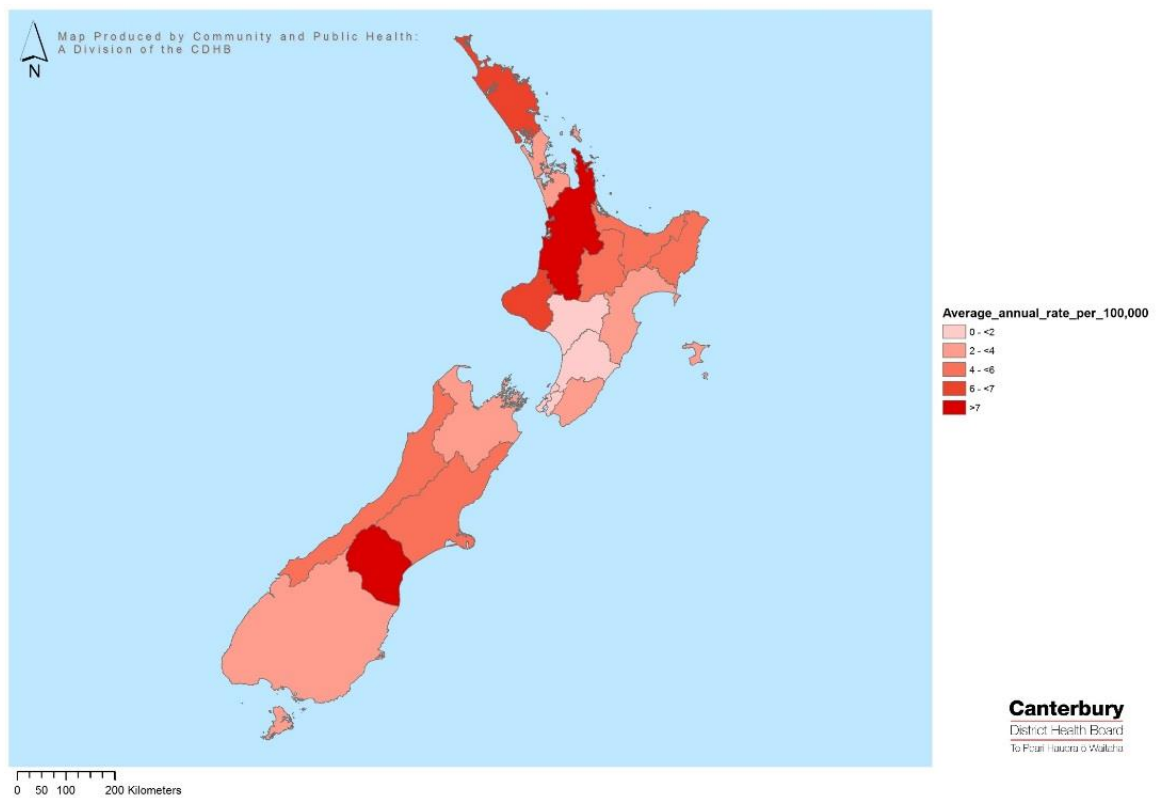 Map Produced by Community and Public Health:
A Division of the CDHB
N
Average_annual_rate_per_100,000
0 - <2
2 - <4
4 - <6
6 - <7
>7
Canterbury
District Health Board
Te Poari Hauora ō Waitaha
0 50 100 200 Kilometers